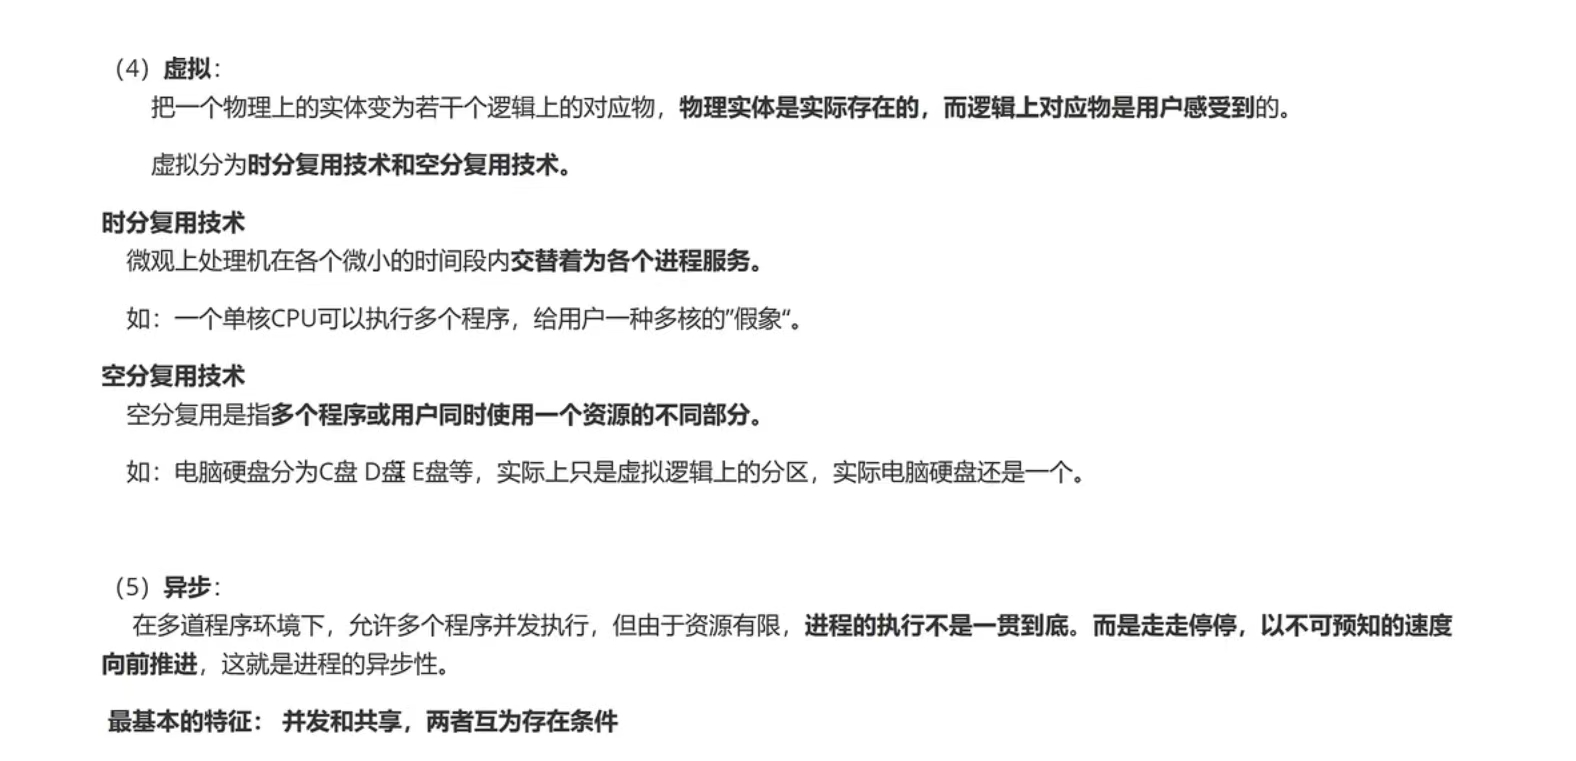 （4）虚拟：
把一个物理上的实体变为若干个逻辑上的对应物，物理实体是实际存在的，而逻辑上对应物是用户感受到的。
虚拟分为时分复用技术和空分复用技术。
时分复用技术
微观上处理机在各个微小的时间段内交替着为各个进程服务。
如：一个单核CPU可以执行多个程序，给用户一种多核的”假象“。
空分复用技术
空分复用是指多个程序或用户同时使用一个资源的不同部分。
如：电脑硬盘分为C盘 D盘 E盘等，实际上只是虚拟逻辑上的分区，实际电脑硬盘还是一个。
（5）异步：
在多道程序环境下，允许多个程序并发执行，但由于资源有限，进程的执行不是一贯到底。而是走走停停，以不可预知的速度
向前推进，这就是进程的异步性。
最基本的特征： 并发和共享，两者互为存在条件